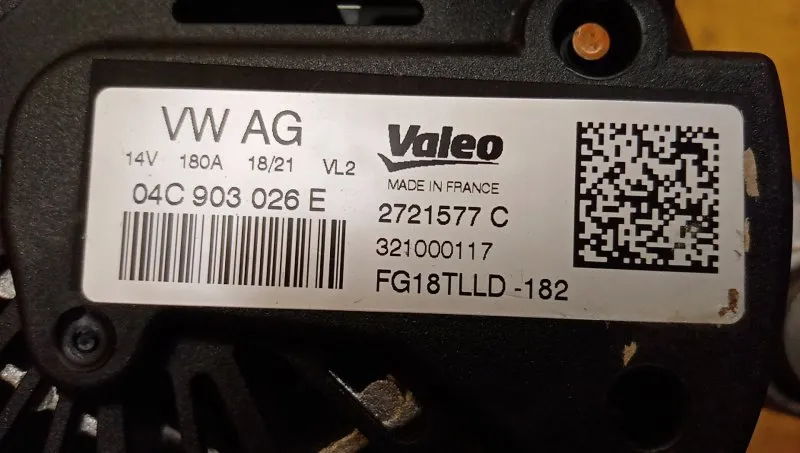 VW AG
14V 180A 18/21 VL2
04C 903 026 E
Valeo
MADE IN FRANCE
2721577 C
321000117
FG18TLLD -182